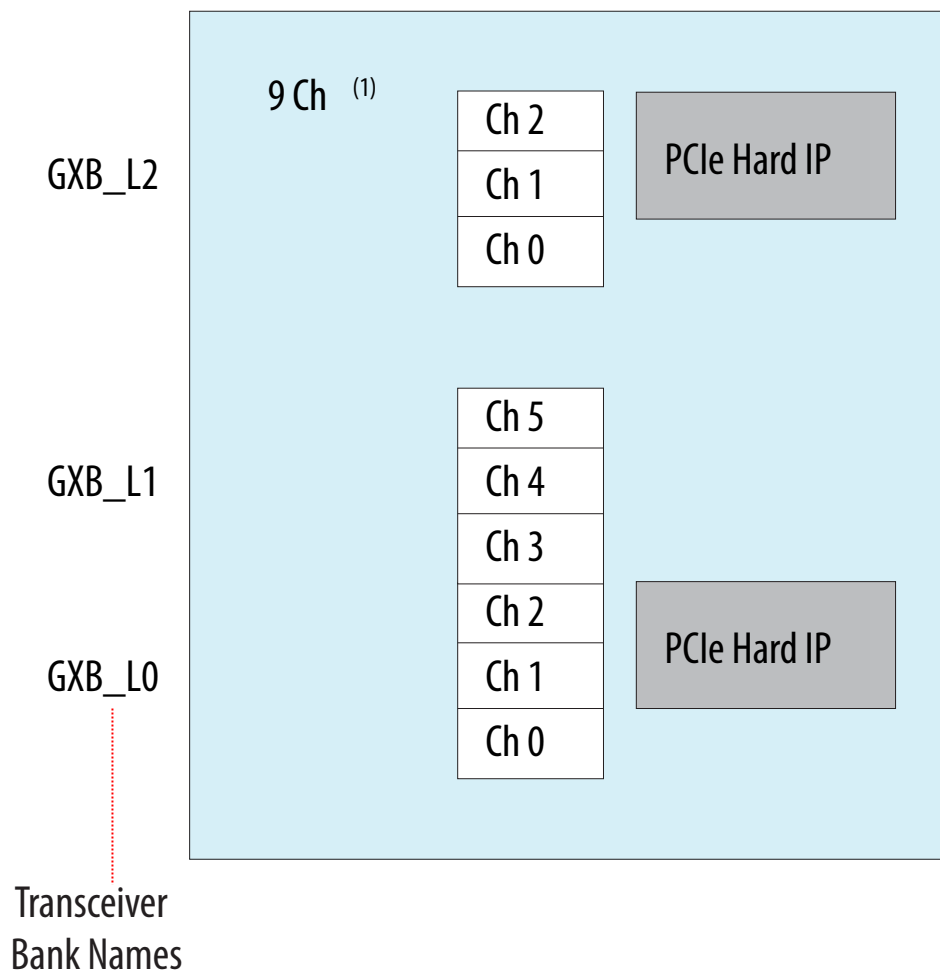 9 Ch (1)
GXB_L2
Ch 2
Ch 1
Ch 0
PCIe Hard IP
GXB_L1
Ch 5
Ch 4
Ch 3
GXB_L0
Ch 2
Ch 1
Ch 0
PCIe Hard IP
Transceiver
Bank Names